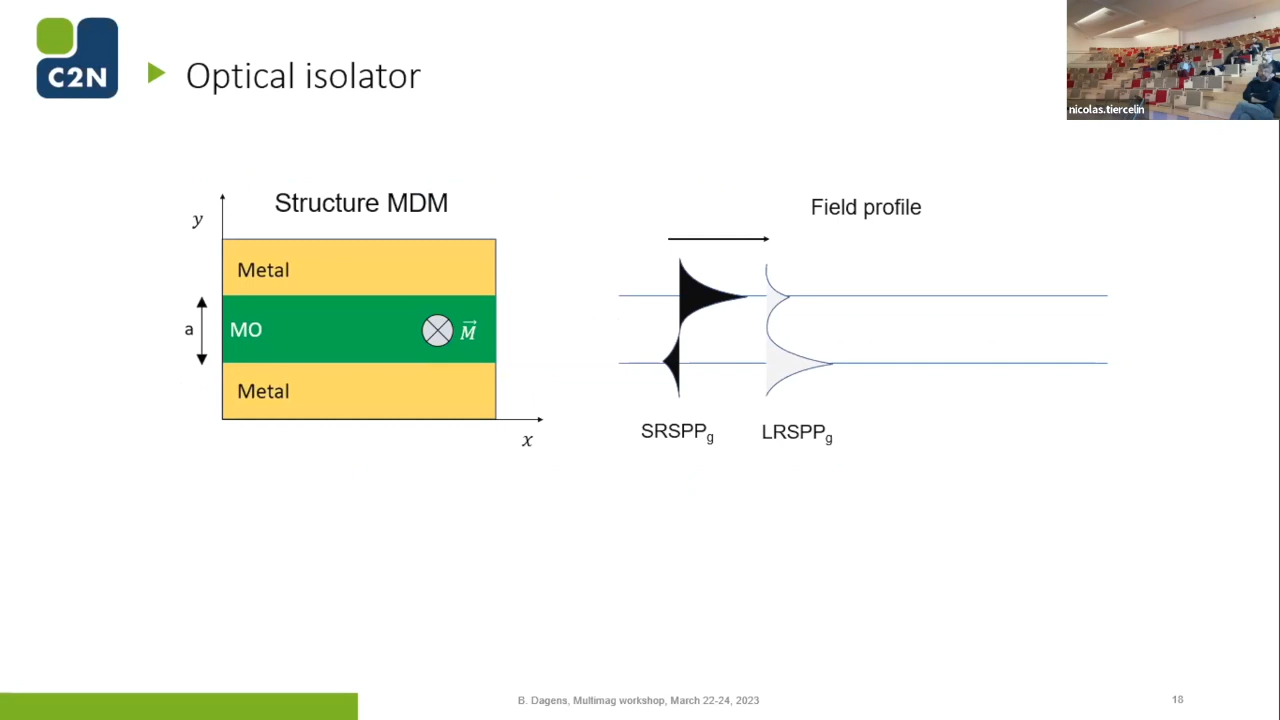 C2N
Optical isolator
nicolas.tiercelin
Structure MDM
y
Metal
a
MO
M
Metal
x
Field profile
SRSPPg
LRSPPg
B. Dagens, Multimag workshop, March 22-24, 2023
18